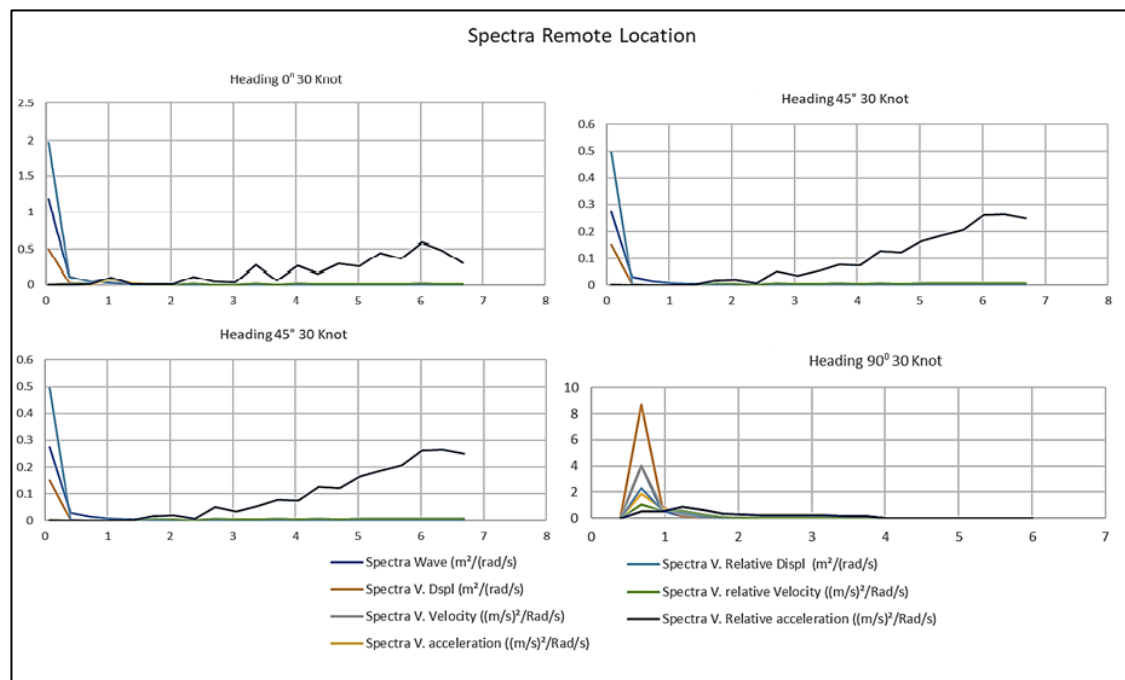 Spectra Remote Location
Heading 0⁰ 30 Knot
2.5
2
1.5
1
0.5
0
0 1 2 3 4 5 6 7 8
Heading 45° 30 Knot
0.6
0.5
0.4
0.3
0.2
0.1
0
0 1 2 3 4 5 6 7 8
Heading 45° 30 Knot
0.6
0.5
0.4
0.3
0.2
0.1
0
0 1 2 3 4 5 6 7 8
Heading 90⁰ 30 Knot
10
8
6
4
2
0
0 1 2 3 4 5 6 7
Spectra Wave (m²/(rad/s)
Spectra V. Dspl (m²/(rad/s)
Spectra V. Velocity ((m/s)²/Rad/s)
Spectra V. acceleration ((m/s)²/Rad/s)
Spectra V. Relative Displ (m²/(rad/s)
Spectra V. relative Velocity ((m/s)²/Rad/s)
Spectra V. Relative acceleration ((m/s)²/Rad/s)